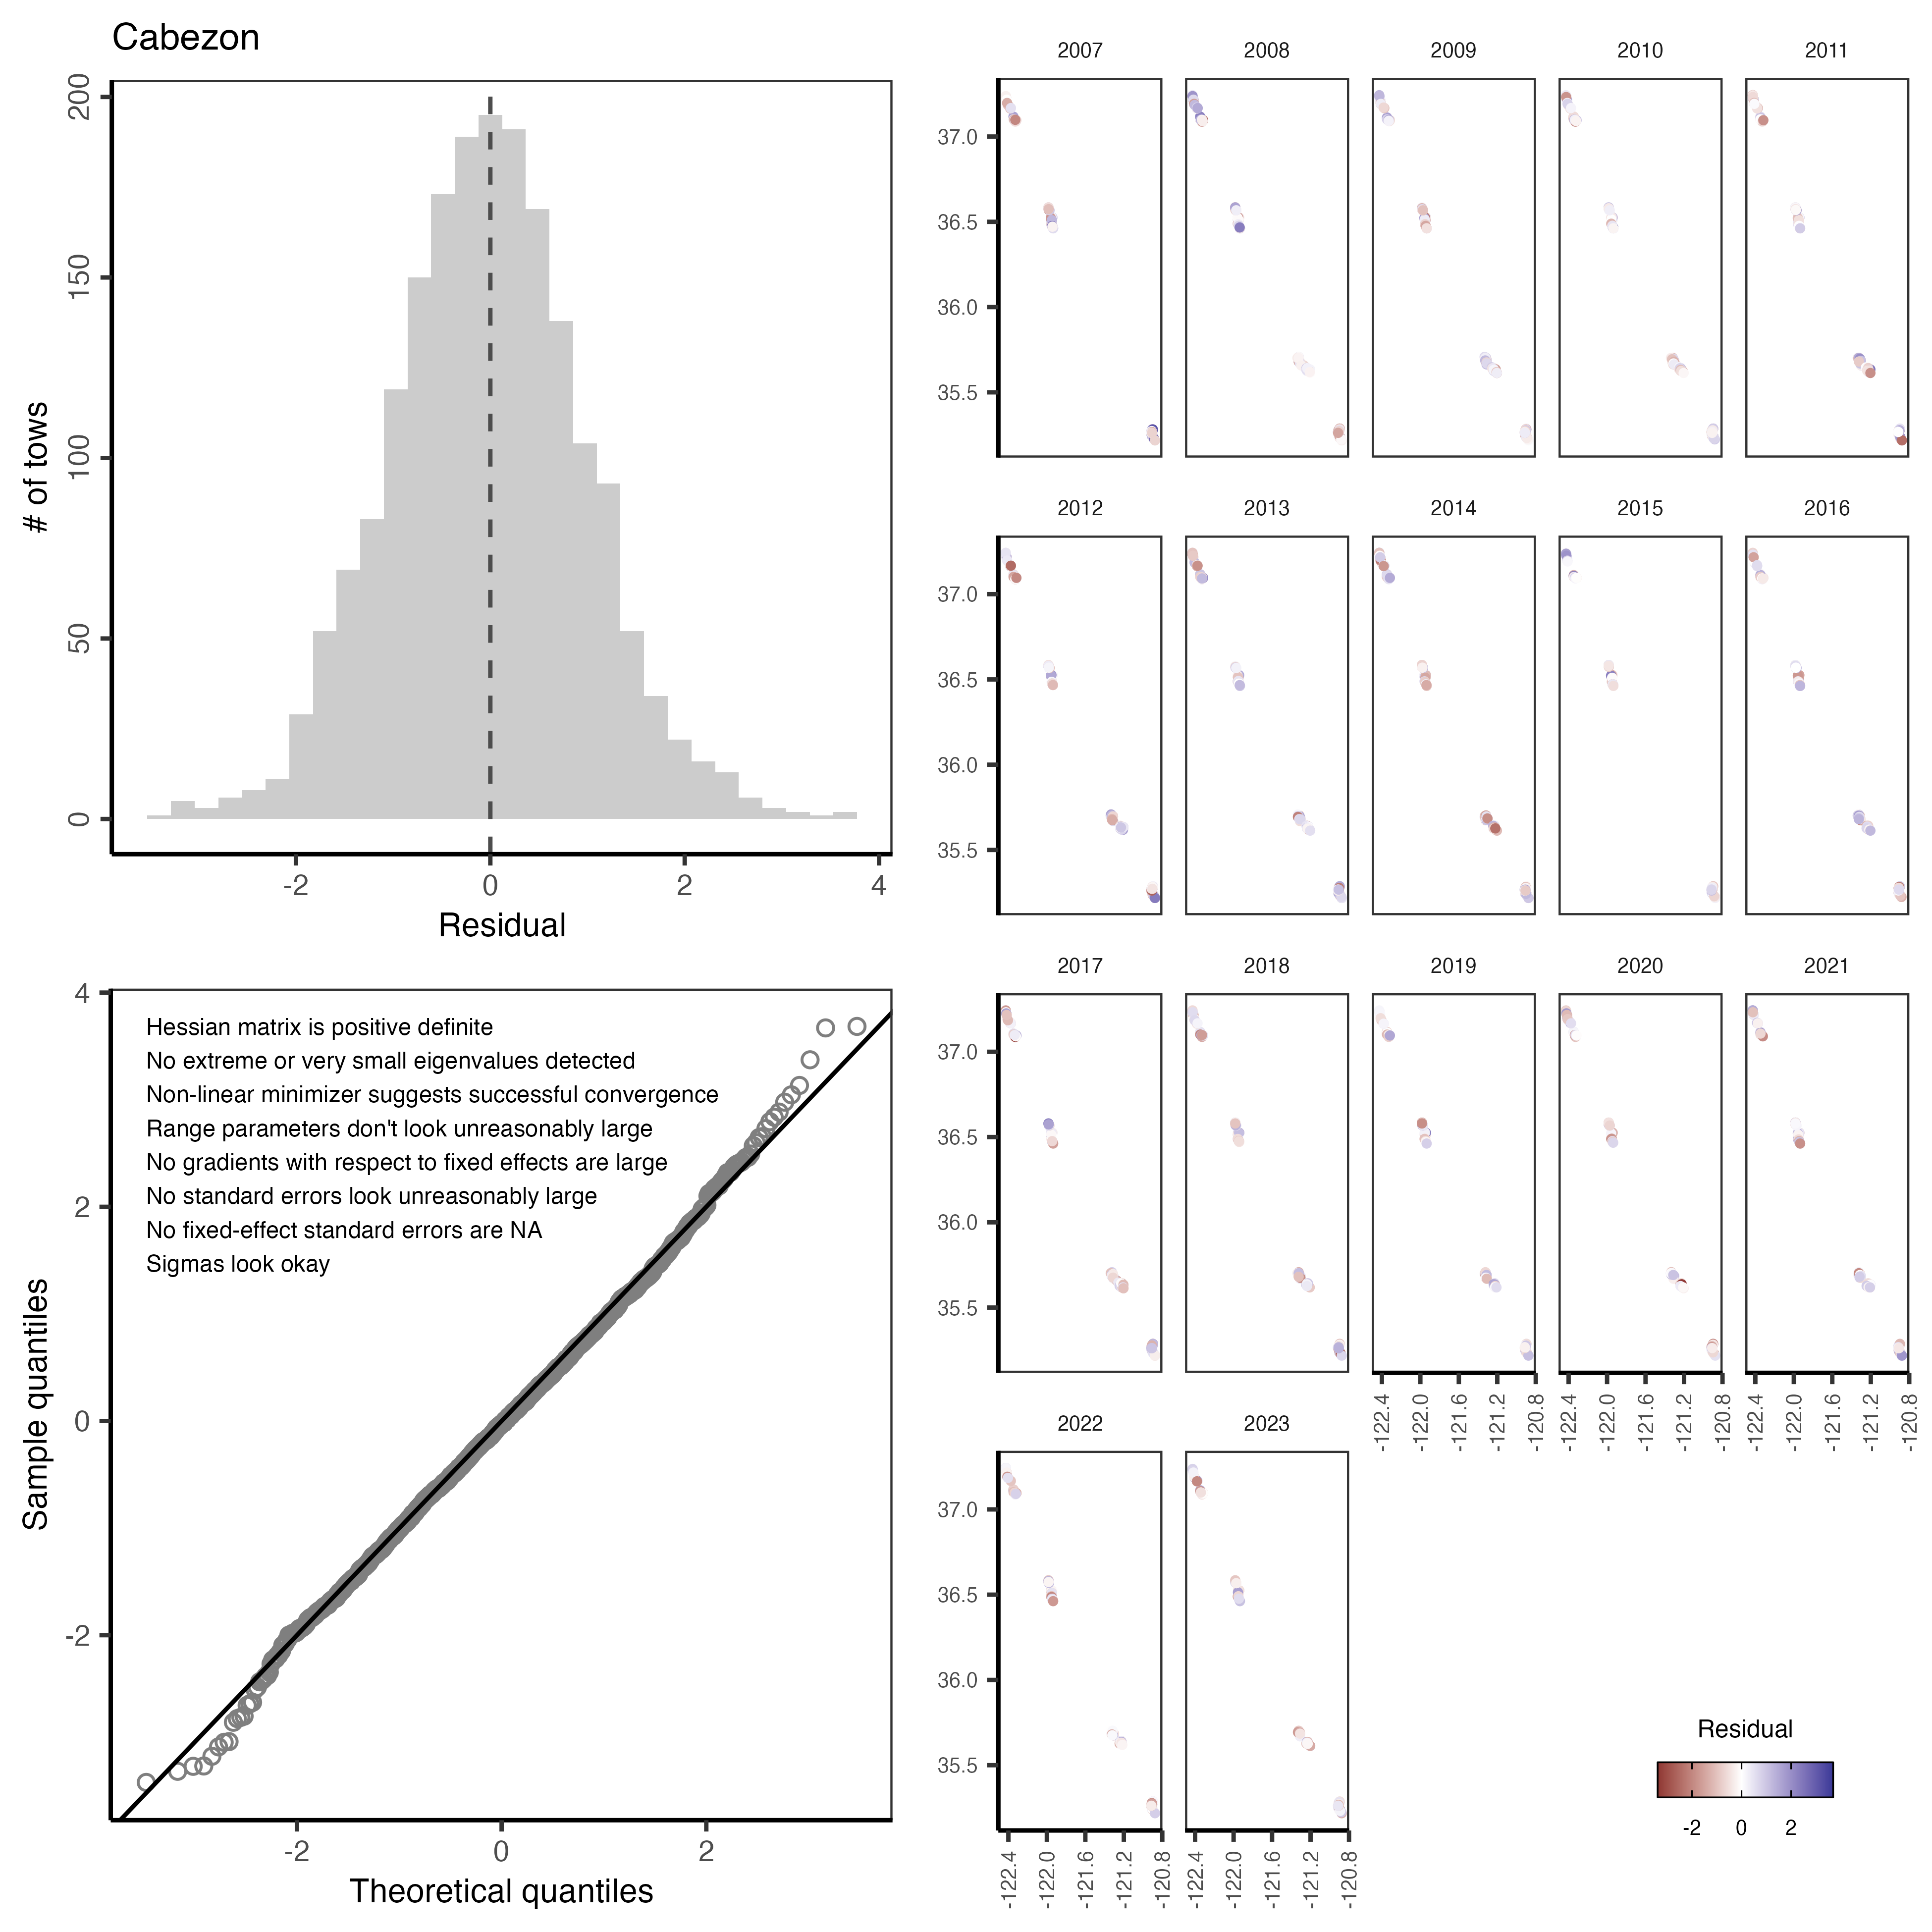 Cabezon
200
150
100
50
0
# of tows
-2 0 2 4
Residual
4
2
0
-2
Sample quantiles
Hessian matrix is positive definite
No extreme or very small eigenvalues detected
Non-linear minimizer suggests successful convergence
Range parameters don't look unreasonably large
No gradients with respect to fixed effects are large
No standard errors look unreasonably large
No fixed-effect standard errors are NA
Sigmas look okay
-2 0 2
Theoretical quantiles
2007 2008 2009 2010 2011
37.0
36.5
36.0
35.5
2012 2013 2014 2015 2016
37.0
36.5
36.0
35.5
2017 2018 2019 2020 2021
37.0
36.5
36.0
35.5
-122.4 -122.0 -121.6 -121.2 -120.8 -122.4 -122.0 -121.6 -121.2 -120.8 -122.4 -122.0 -121.6 -121.2 -120.8
2022 2023
37.0
36.5
36.0
35.5
-122.4 -122.0 -121.6 -121.2 -120.8 -122.4 -122.0 -121.6 -121.2 -120.8
Residual
-2 0 2